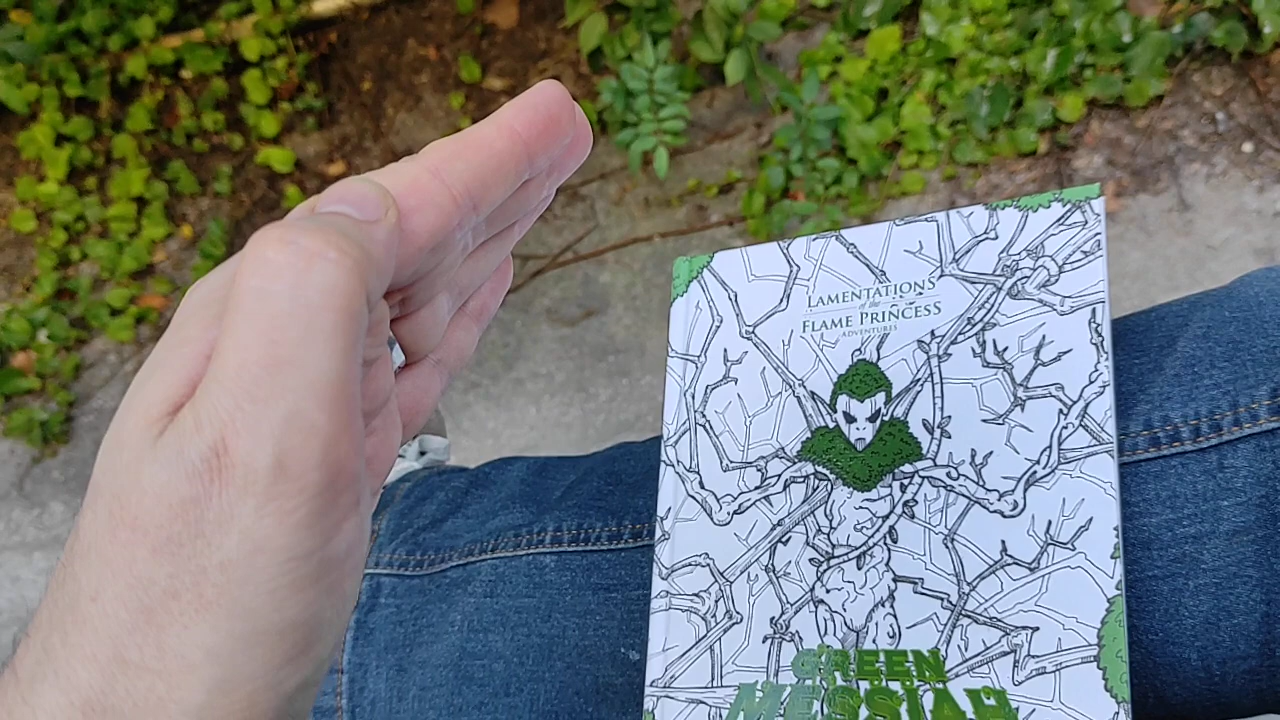 LAMENTATIONS
of the
FLAME PRINCESS
ADVENTURES
GREEN
MESSIAH